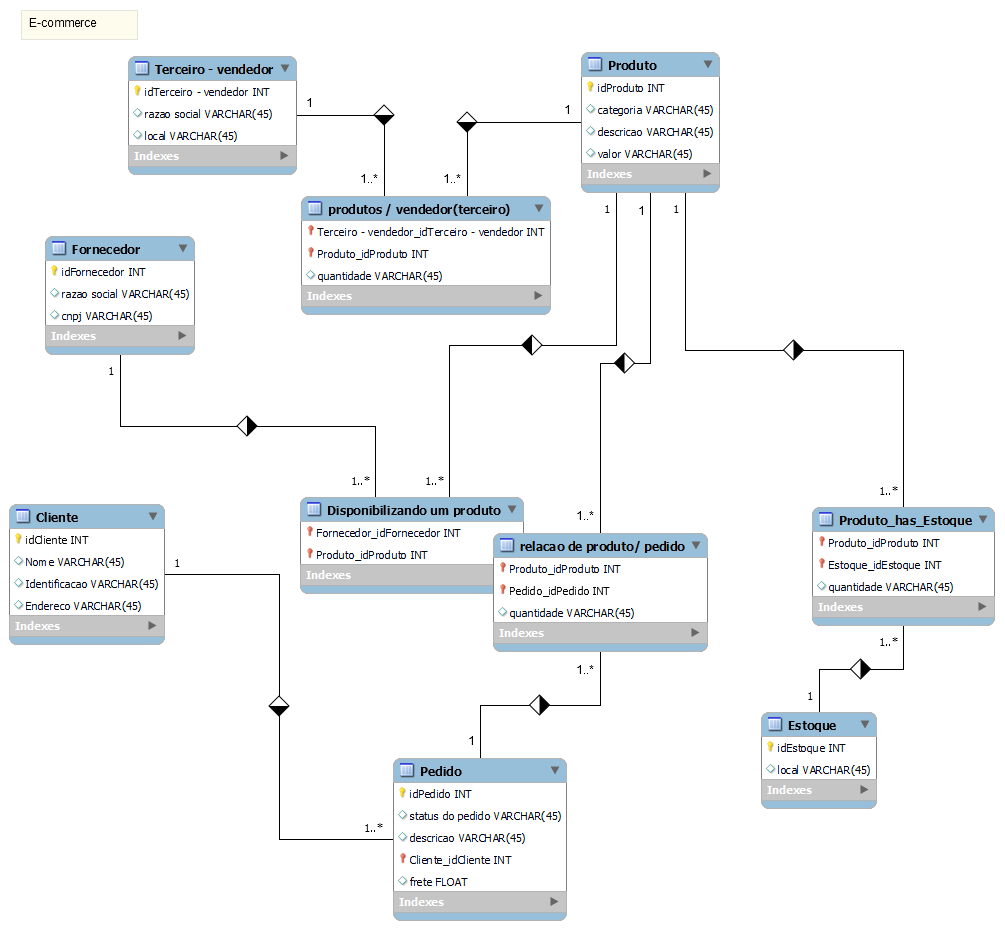 E-commerce
Terceiro - vendedor
idTerceiro - vendedor INT
razao social VARCHAR(45)
local VARCHAR(45)
Indexes
Produto
idProduto INT
categoria VARCHAR(45)
descricao VARCHAR(45)
valor VARCHAR(45)
Indexes
1
1
1..*
1..*
produtos / vendedor(terceiro)
Terceiro - vendedor_idTerceiro - vendedor INT
Produto_idProduto INT
quantidade VARCHAR(45)
Indexes
1
1
1
Fornecedor
idFornecedor INT
razao social VARCHAR(45)
cnpj VARCHAR(45)
Indexes
1
1..*
1..*
1..*
1..*
Cliente
idCliente INT
Nome VARCHAR(45)
Identificacao VARCHAR(45)
Endereco VARCHAR(45)
Indexes
1
Disponibilizando um produto
Fornecedor_idFornecedor INT
Produto_idProduto INT
Indexes
relacao de produto/ pedido
Produto_idProduto INT
Pedido_idPedido INT
quantidade VARCHAR(45)
Indexes
Produto_has_Estoque
Produto_idProduto INT
Estoque_idEstoque INT
quantidade VARCHAR(45)
Indexes
1..*
1..*
1
1
Estoque
idEstoque INT
local VARCHAR(45)
Indexes
1..*
Pedido
idPedido INT
status do pedido VARCHAR(45)
descricao VARCHAR(45)
Cliente_idCliente INT
frete FLOAT
Indexes